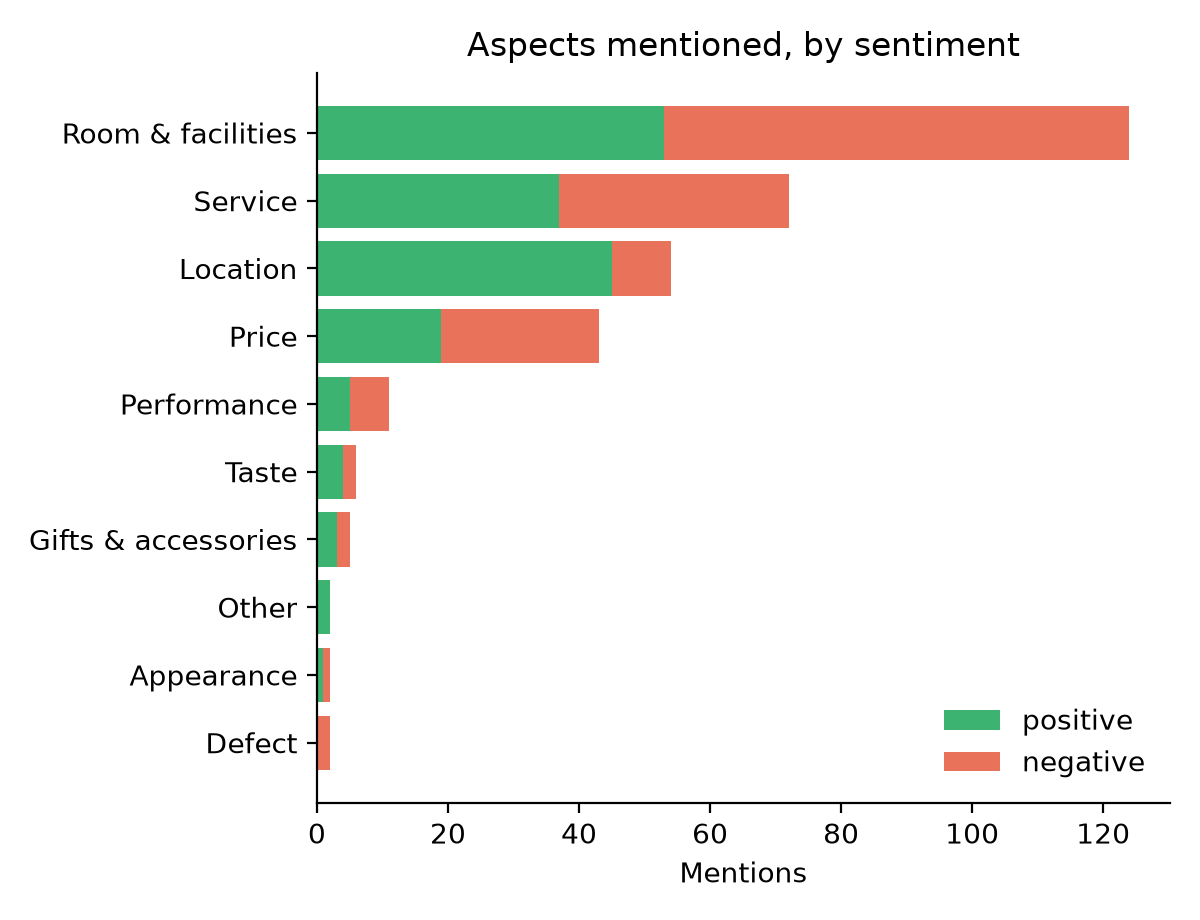 Aspects mentioned, by sentiment
Room & facilities
Service
Location
Price
Performance
Taste
Gifts & accessories
Other
Appearance
Defect
positive
negative
0 20 40 60 80 100 120
Mentions